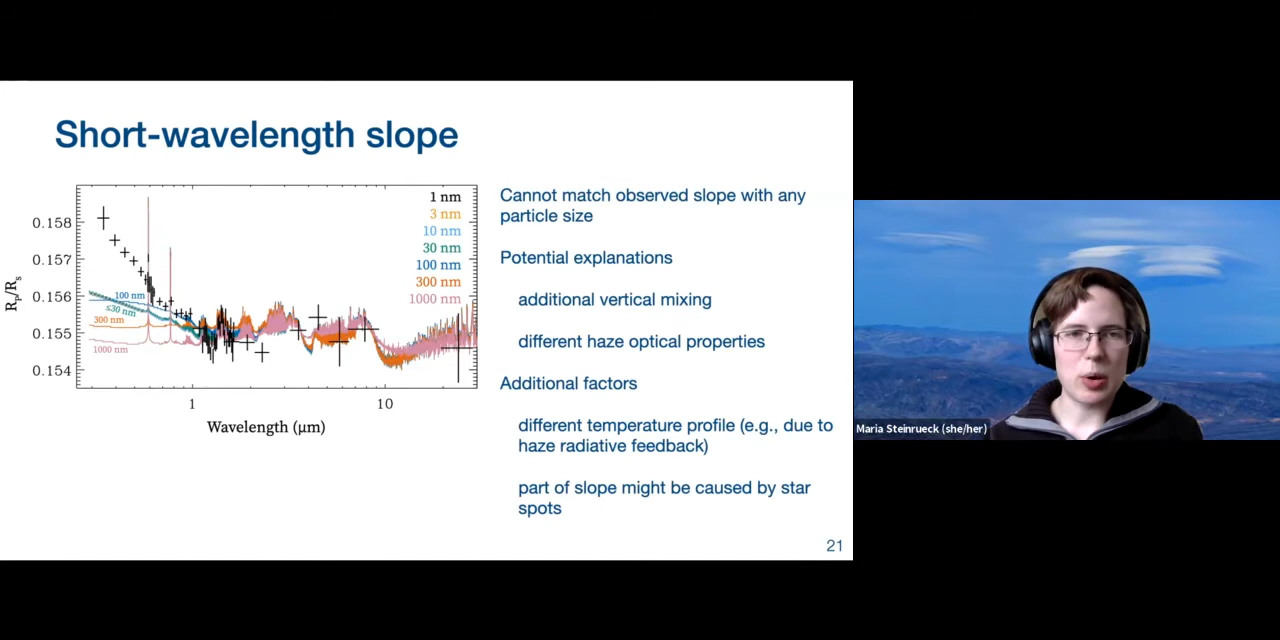 Short-wavelength slope
0.158
0.157
0.156
0.155
0.154
Rp/Rs
1 nm
3 nm
10 nm
30 nm
100 nm
300 nm
1000 nm
100 nm
≤30 nm
300 nm
1000 nm
1
10
Wavelength (μm)
Cannot match observed slope with any
particle size
Potential explanations
additional vertical mixing
different haze optical properties
Additional factors
different temperature profile (e.g., due to
haze radiative feedback)
part of slope might be caused by star
spots
21
Maria Steinrueck (she/her)